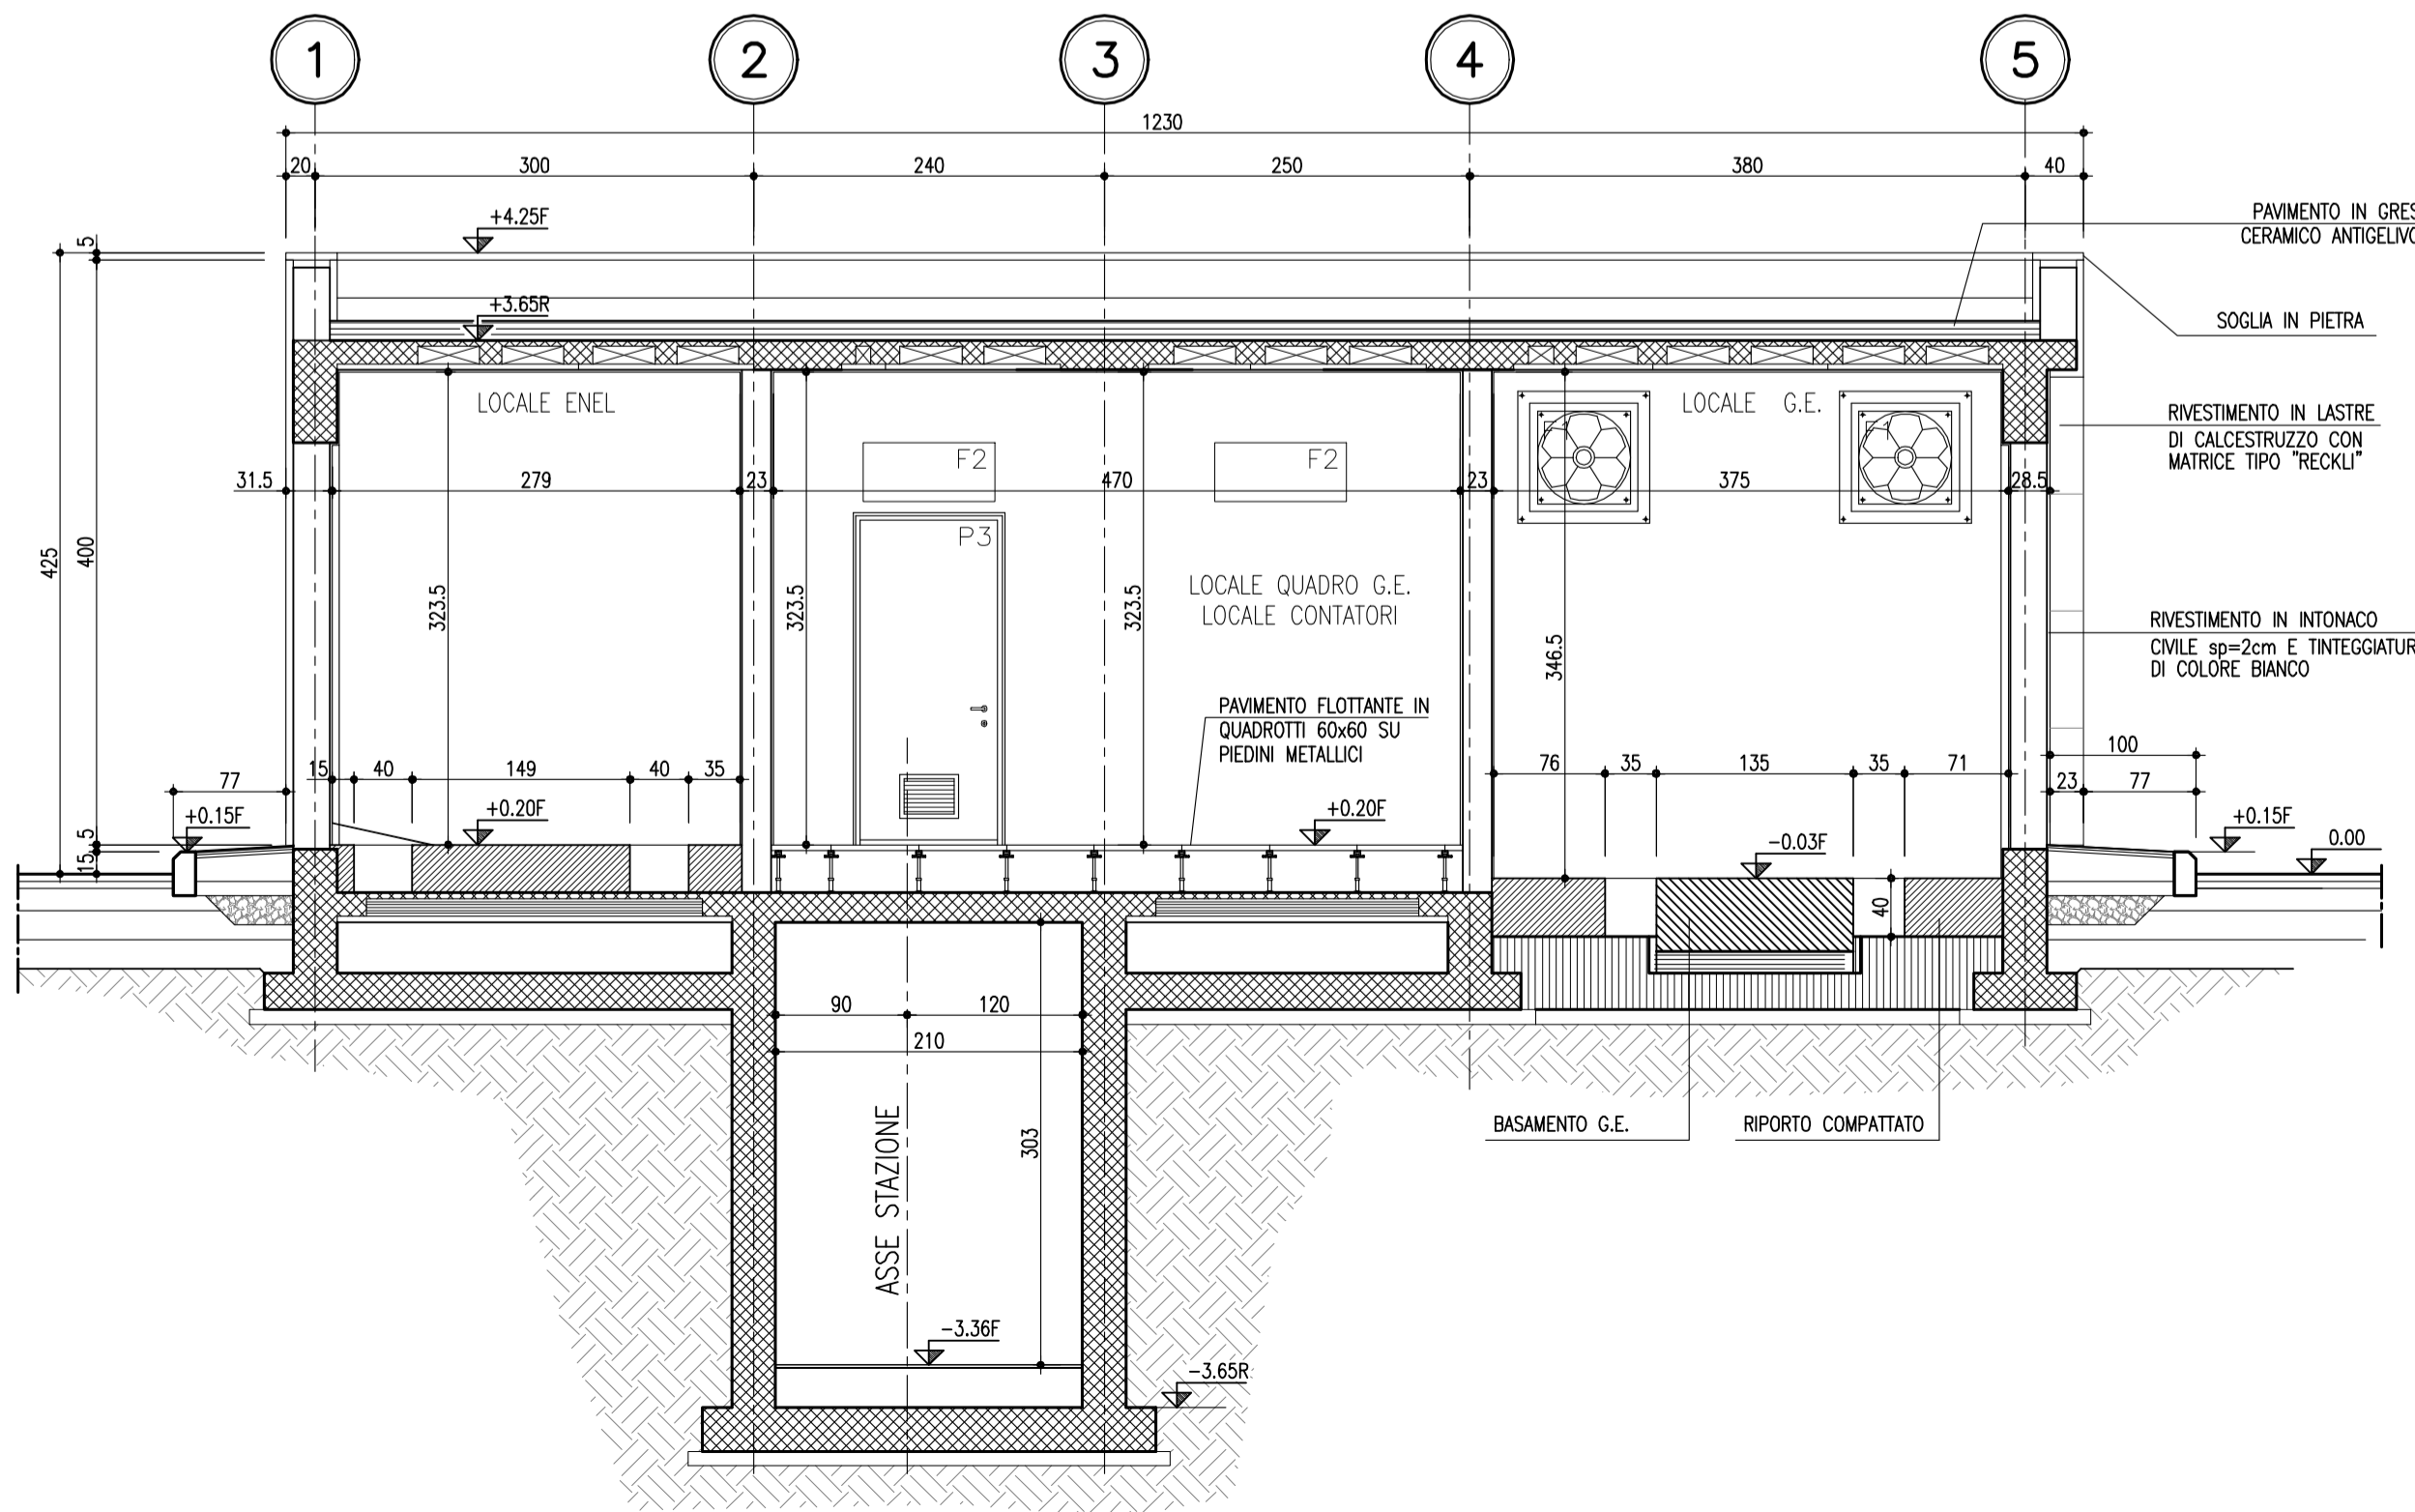 1
2
3
4
5
1230
20
300
240
250
380
40
+4.25F
PAVIMENTO IN GRES
CERAMICO ANTIGELIVO
5
+3.65R
SOGLIA IN PIETRA
LOCALE ENEL
LOCALE G.E.
RIVESTIMENTO IN LASTRE
DI CALCESTRUZZO CON
MATRICE TIPO "RECKLI"
F2
F2
31.5
279
23
470
23
375
28.5
P3
425
400
323.5
323.5
323.5
346.5
LOCALE QUADRO G.E.
LOCALE CONTATORI
RIVESTIMENTO IN INTONACO
CIVILE sp=2cm E TINTEGGIATUR
DI COLORE BIANCO
PAVIMENTO FLOTTANTE IN
QUADROTTI 60x60 SU
PIEDINI METALLICI
77
15
40
149
40
35
76
35
135
35
71
100
23
77
+0.15F
+0.20F
+0.20F
-0.03F
+0.15F
0.00
5
15
40
90
120
210
303
ASSE STAZIONE
BASAMENTO G.E.
RIPORTO COMPATTATO
-3.36F
-3.65R